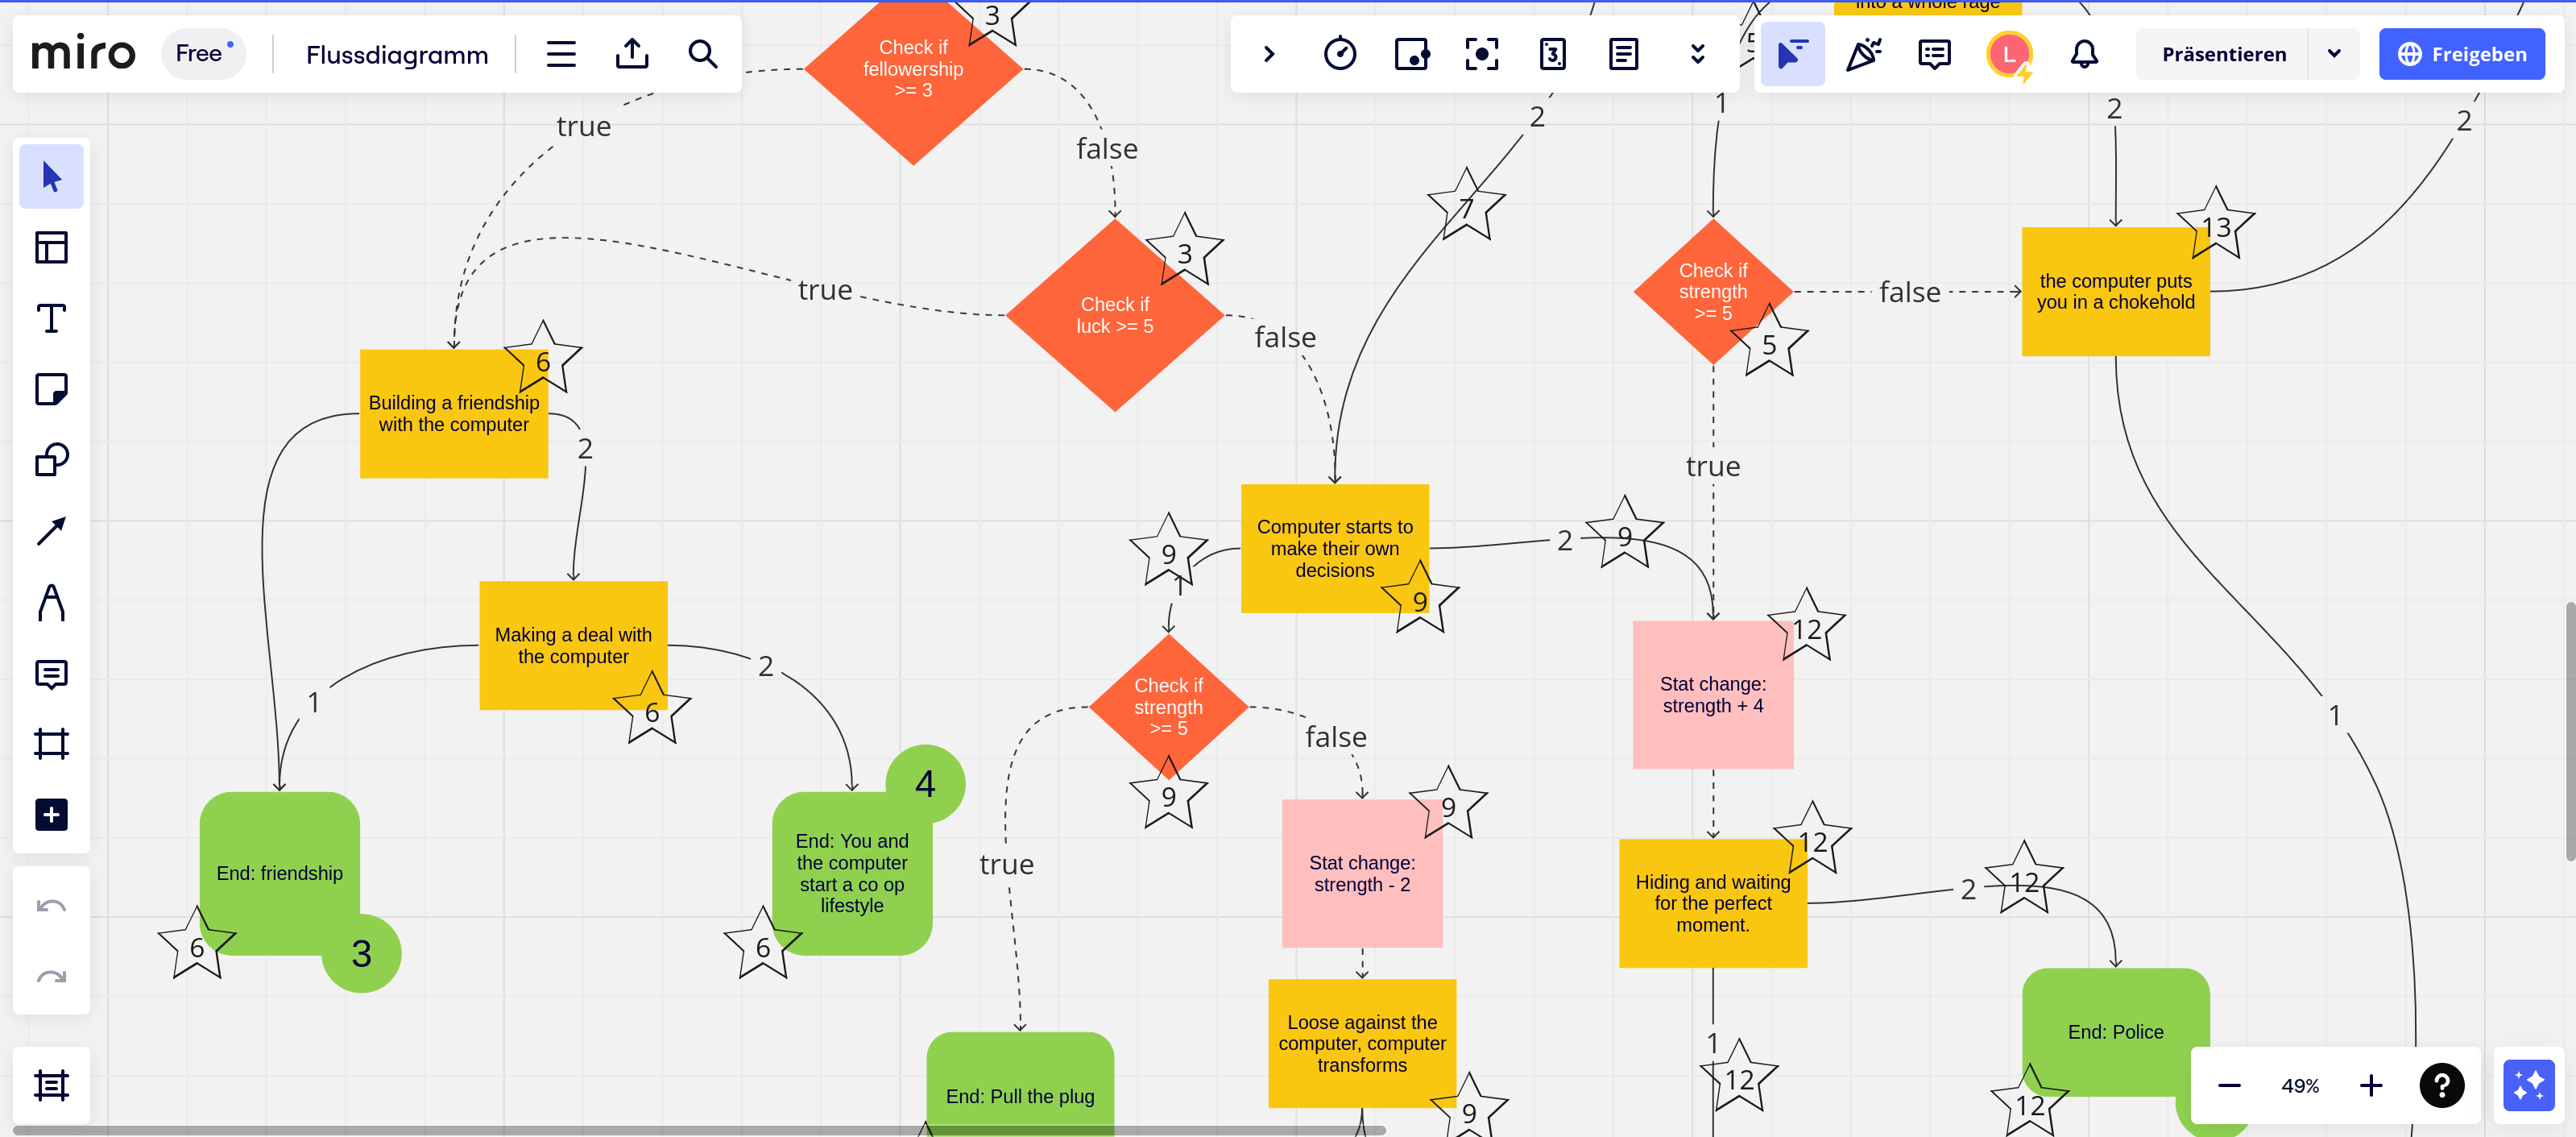 into a whole rage
miro
Free
Flussdiagramm
3
5
L
Präsentieren
Freigeben
Check if
fellowership
>= 3
true
false
2
1
2
2
7
13
3
Check if
luck >= 5
true
false
Check if
strength
>= 5
5
false
the computer puts
you in a chokehold
6
Building a friendship
with the computer
2
true
Computer starts to
make their own
decisions
9
9
1
2
9
12
Making a deal with
the computer
6
1
2
Check if
strength
>= 5
9
false
true
Stat change:
strength + 4
1
4
End: friendship
6
3
End: You and
the computer
start a co op
lifestyle
6
9
Stat change:
strength - 2
12
Hiding and waiting
for the perfect
moment.
2
12
End: Pull the plug
Loose against the
computer, computer
transforms
9
1
12
End: Police
12
49%